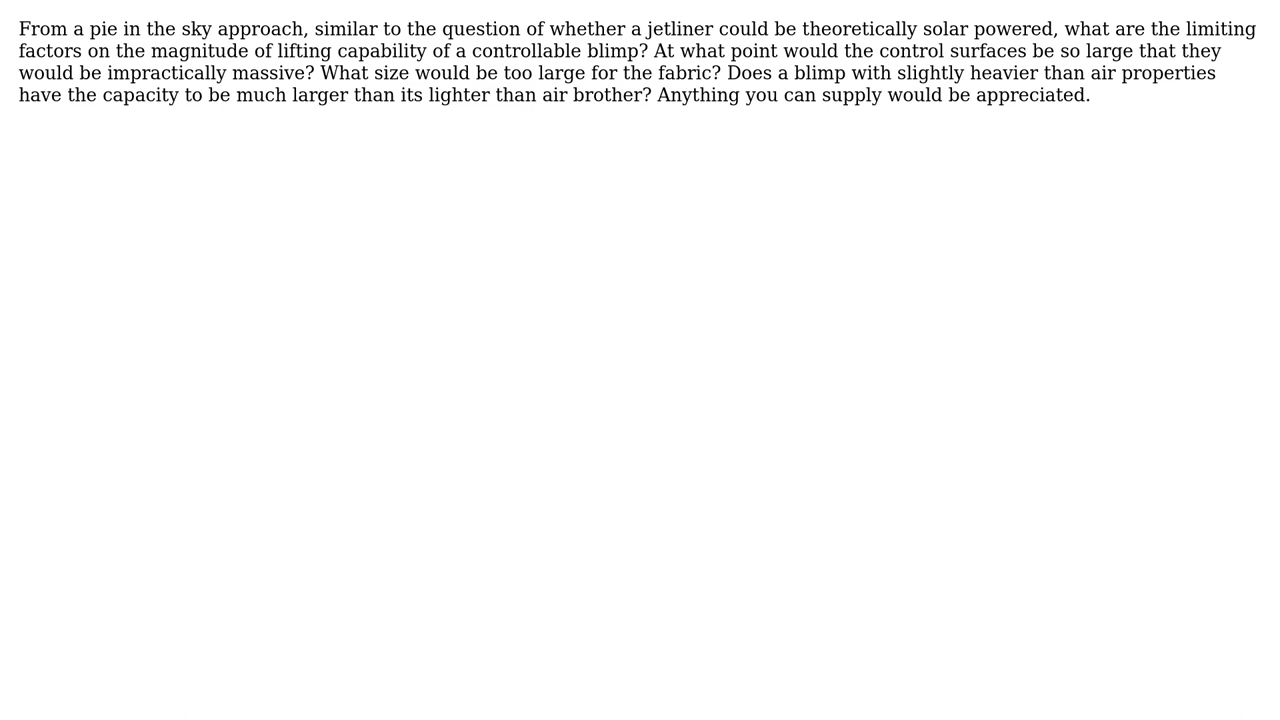 From a pie in the sky approach, similar to the question of whether a jetliner could be theoretically solar powered, what are the limiting
factors on the magnitude of lifting capability of a controllable blimp? At what point would the control surfaces be so large that they
would be impractically massive? What size would be too large for the fabric? Does a blimp with slightly heavier than air properties
have the capacity to be much larger than its lighter than air brother? Anything you can supply would be appreciated.